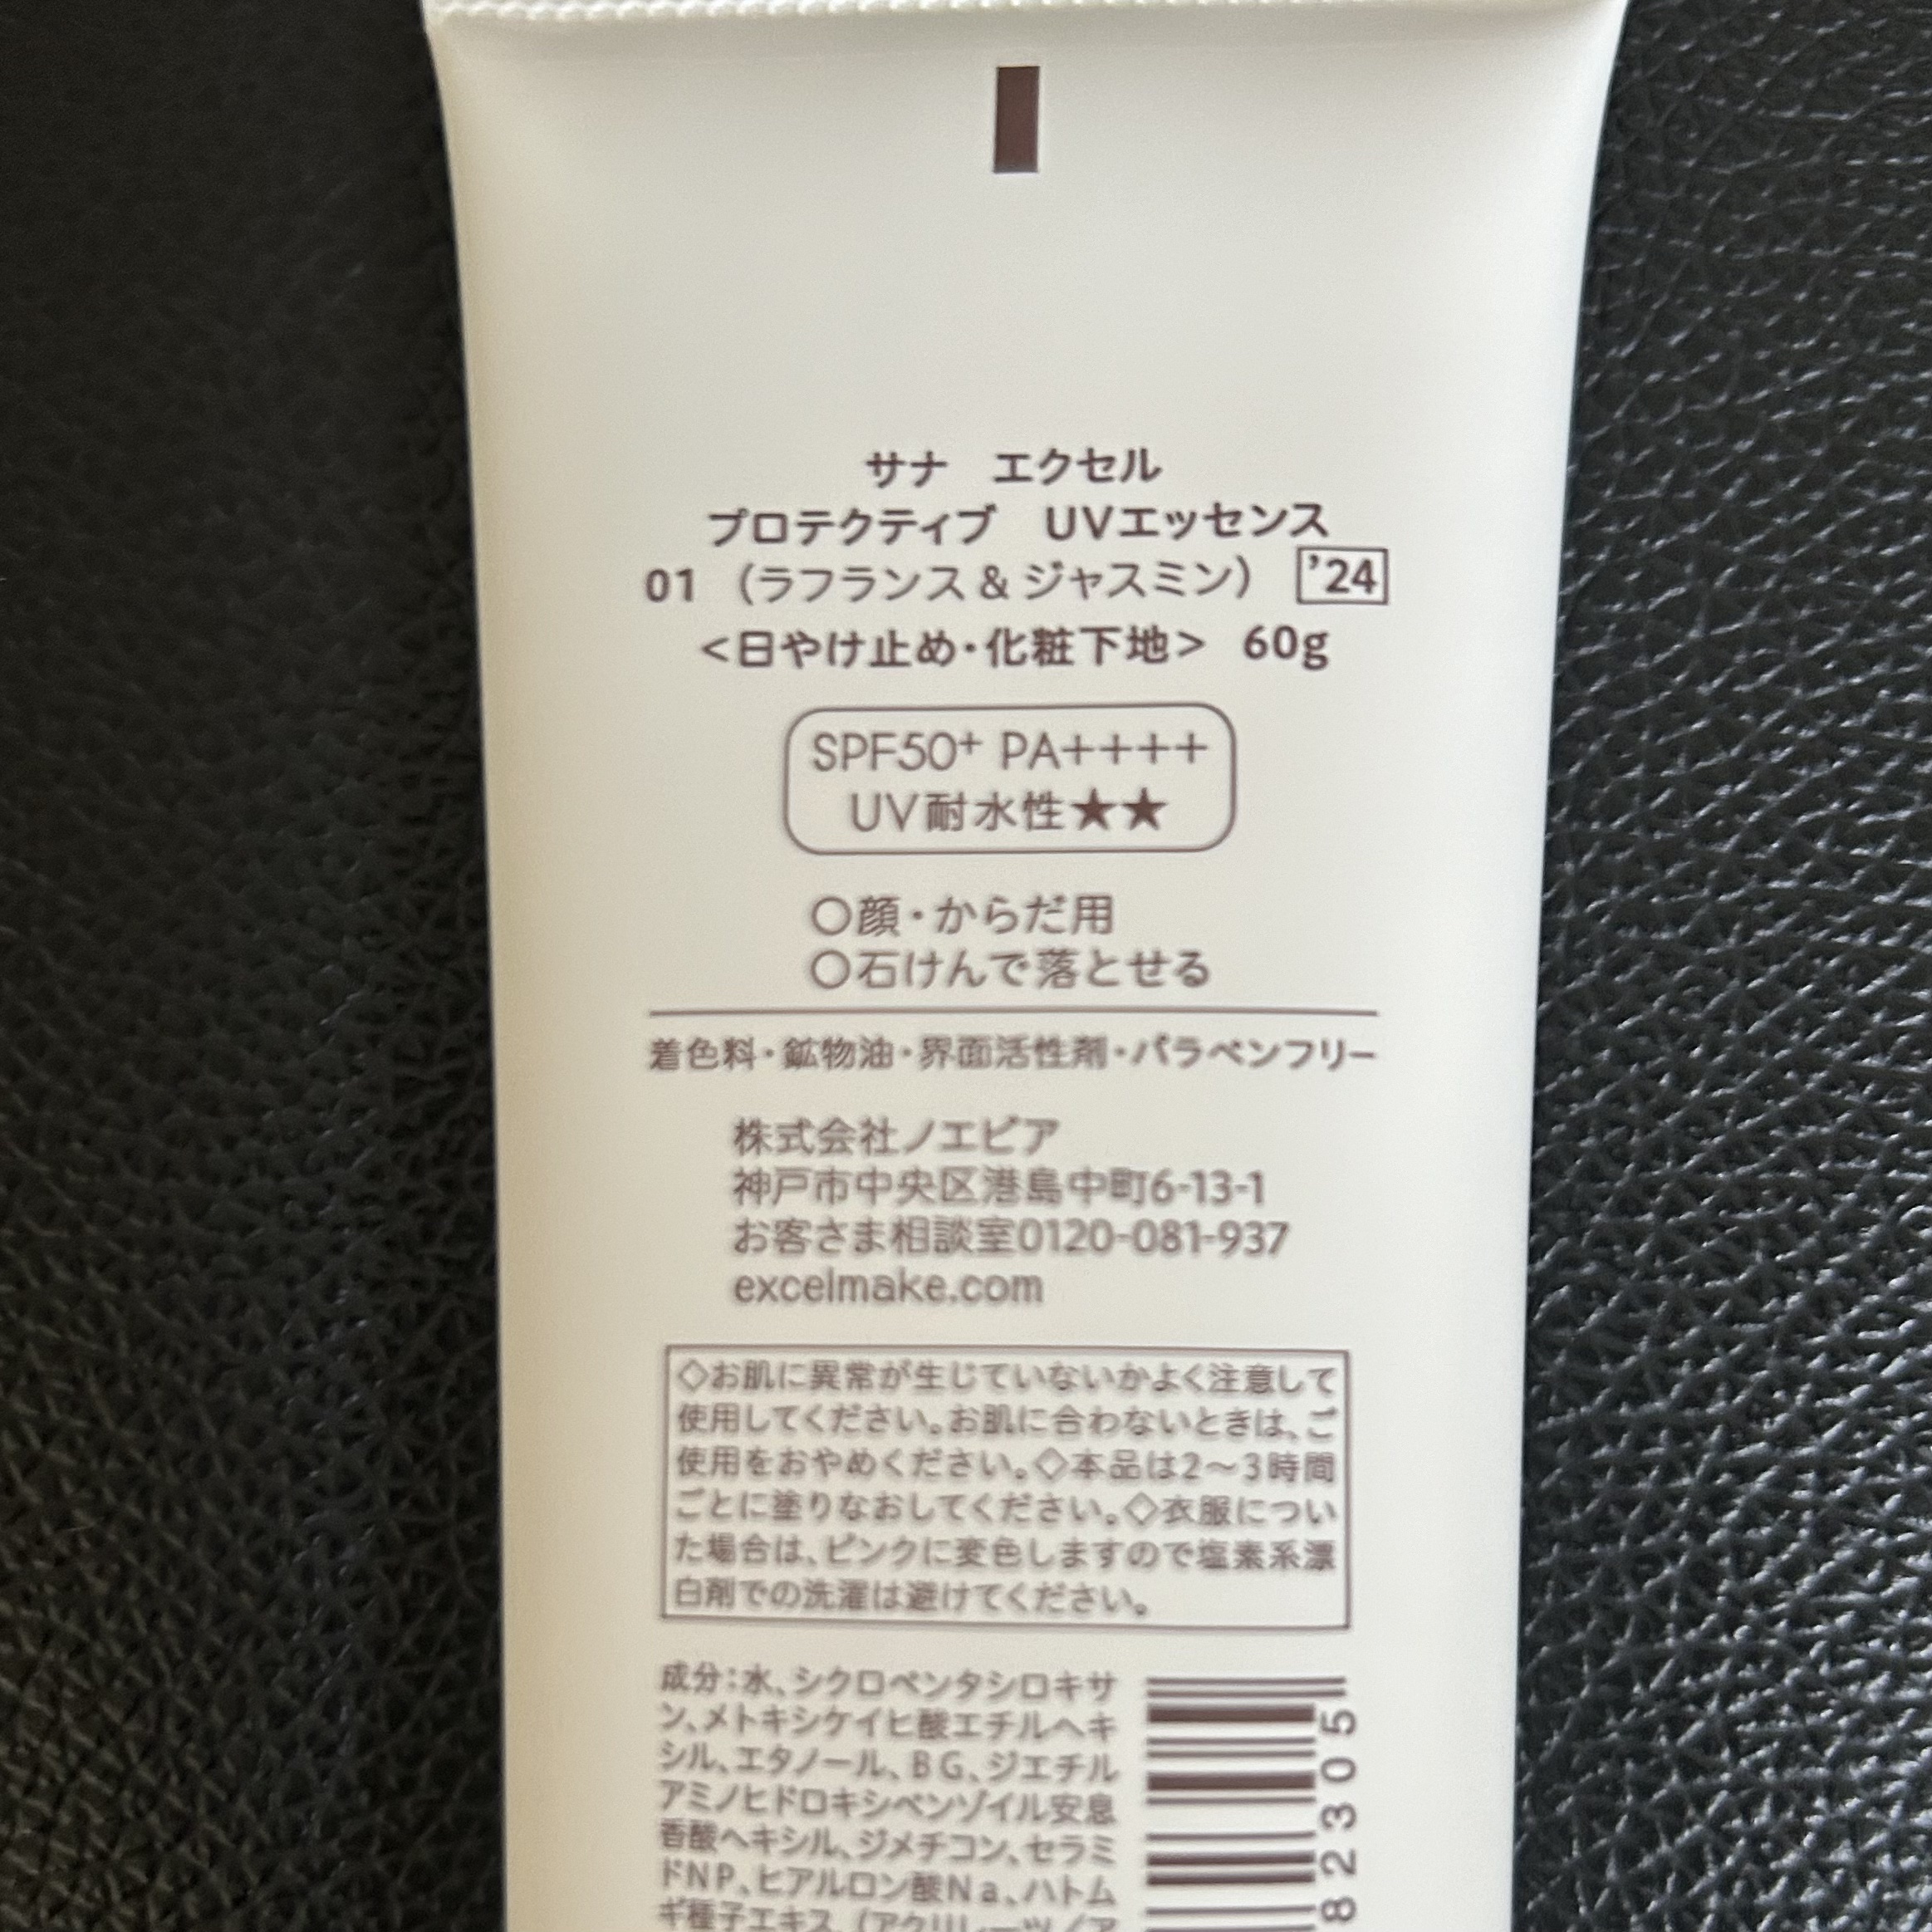 サナ エクセル
プロテクティブ UVエッセンス
01 （ラフランス & ジャスミン） ’24
<日やけ止め・化粧下地> 60g
SPF50+ PA++++
UV耐水性★★
○顔・からだ用
○石けんで落とせる
着色料・鉱物油・界面活性剤・パラベンフリー
株式会社ノエビア
神戸市中央区港島中町6-13-1
お客さま相談室0120-081-937
excelmake.com
◇お肌に異常が生じていないかよく注意して
使用してください。お肌に合わないときは、ご
使用をおやめください。◇本品は2〜3時間
ごとに塗りなおしてください。◇衣服につい
た場合は、ピンクに変色しますので塩素系漂
白剤での洗濯は避けてください。
成分：水、シクロペンタシロキサ
ン、メトキシケイヒ酸エチルヘキ
シル、エタノール、BG、ジエチル
アミノヒドロキシベンゾイル安息
香酸ヘキシル、ジメチコン、セラミ
ドNP、ヒアルロン酸Na、ハトム
ギ種子エキス、（アクリレーツ／ア
82305